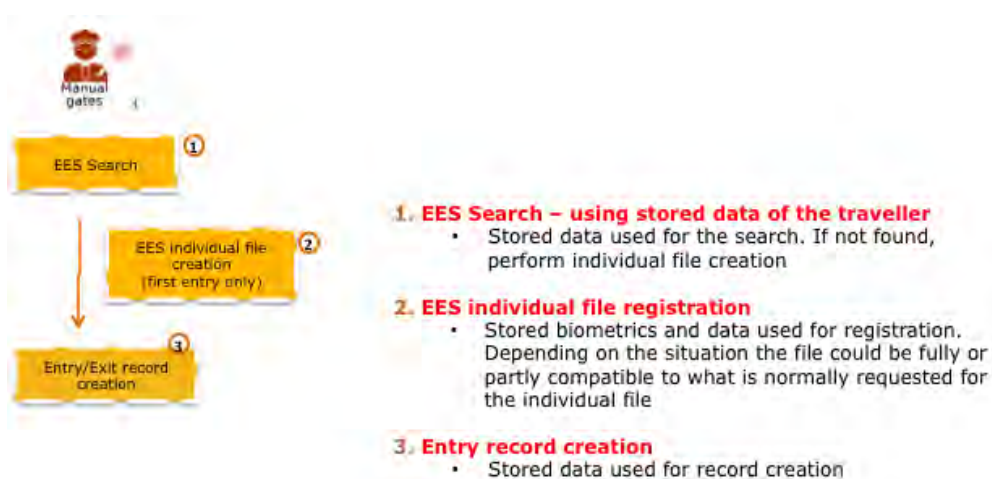 Manual
gates
EES Search
1
EES individual file
creation
(first entry only)
2
Entry/Exit record
creation
3
1. EES Search – using stored data of the traveller
• Stored data used for the search. If not found,
perform individual file creation
2. EES individual file registration
• Stored biometrics and data used for registration.
Depending on the situation the file could be fully or
partly compatible to what is normally requested for
the individual file
3. Entry record creation
• Stored data used for record creation